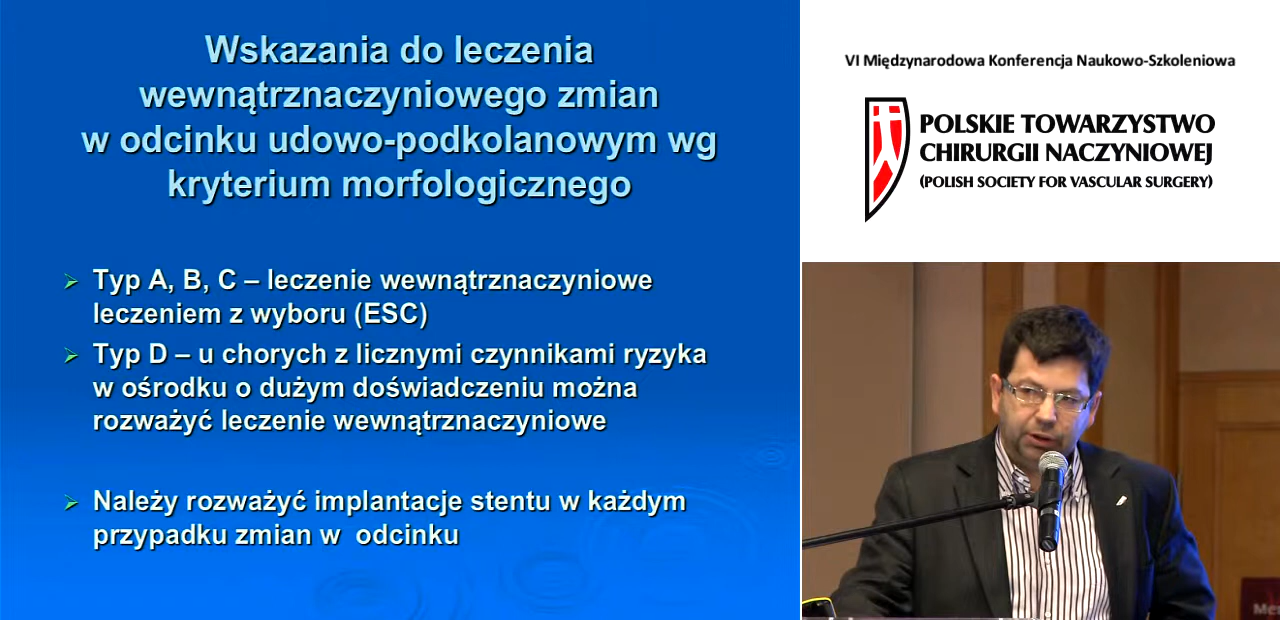 Wskazania do leczenia
wewnątrznaczyniowego zmian
w odcinku udowo-podkolanowym wg
kryterium morfologicznego
Typ A, B, C – leczenie wewnątrznaczyniowe
leczeniem z wyboru (ESC)
Typ D – u chorych z licznymi czynnikami ryzyka
w ośrodku o dużym doświadczeniu można
rozważyć leczenie wewnątrznaczyniowe
Należy rozważyć implantacje stentu w każdym
przypadku zmian w odcinku
VI Międzynarodowa Konferencja Naukowo-Szkoleniowa
POLSKIE TOWARZYSTWO
CHIRURGII NACZYNIOWEJ
(POLISH SOCIETY FOR VASCULAR SURGERY)